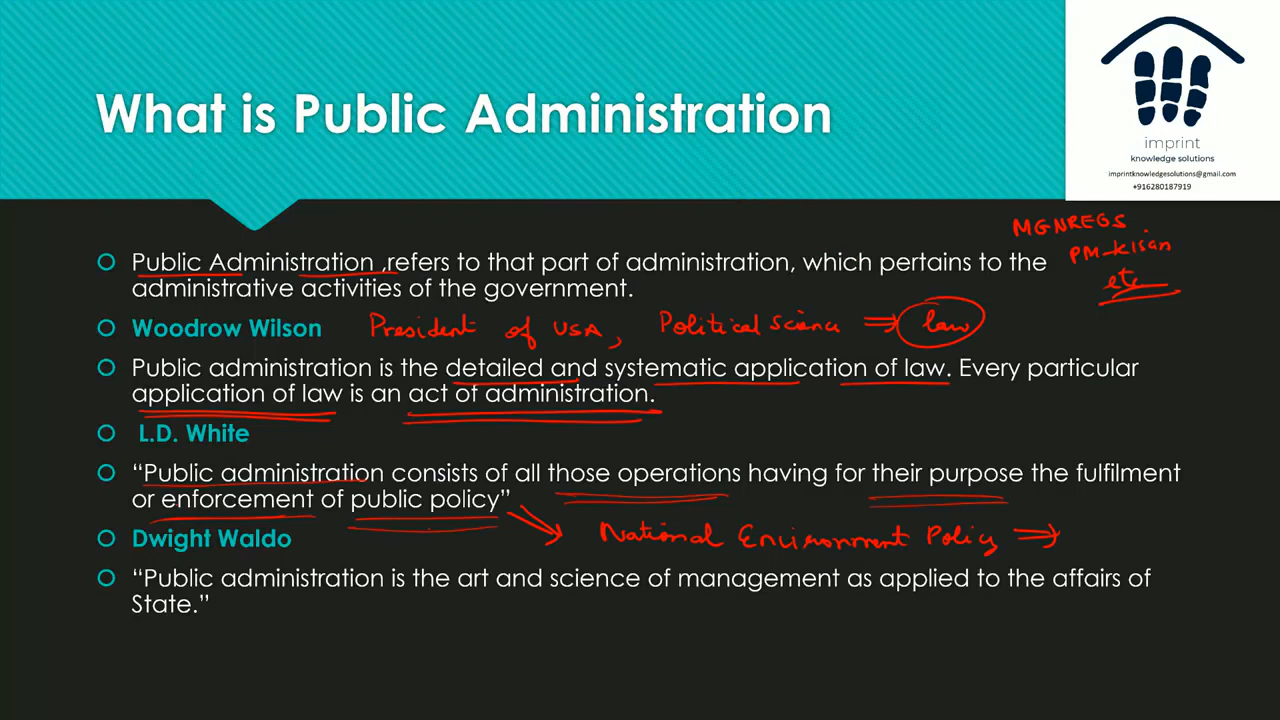 What is Public Administration
imprint
knowledge solutions
imprintknowledgesolutions@gmail.com
+916280187919
MGNREGS
PM-Kisan
etc
Public Administration ,refers to that part of administration, which pertains to the
administrative activities of the government.
Woodrow Wilson President of USA, Political Science ⇒ law
Public administration is the detailed and systematic application of law. Every particular
application of law is an act of administration.
L.D. White
“Public administration consists of all those operations having for their purpose the fulfilment
or enforcement of public policy”
National Environment Policy ⇒
Dwight Waldo
“Public administration is the art and science of management as applied to the affairs of
State.”